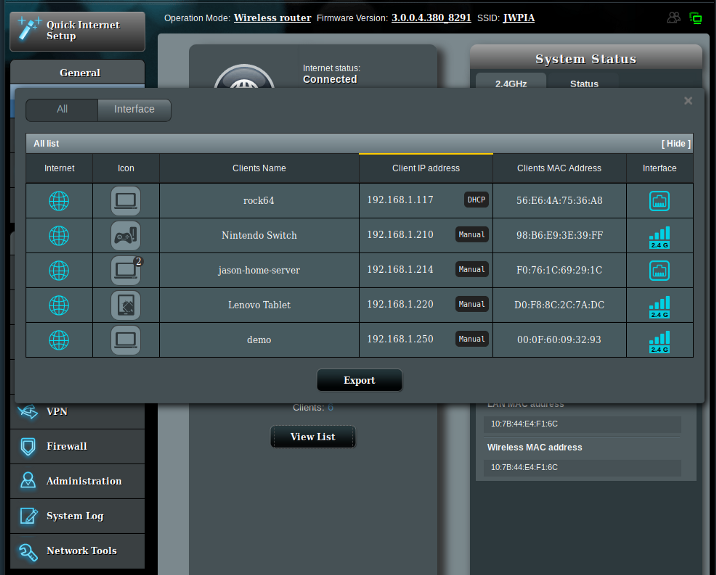 Quick Internet
Setup
Operation Mode: Wireless router Firmware Version: 3.0.0.4.380_8291 SSID: JWPIA
General
Internet status:
Connected
System Status
2.4GHz Status
All Interface
All list [ Hide ]
Internet Icon Clients Name Client IP address Clients MAC Address Interface
rock64 192.168.1.117 DHCP 56:E6:4A:75:36:A8
Nintendo Switch 192.168.1.210 Manual 98:B6:E9:3E:39:FF 2.4 G
2 jason-home-server 192.168.1.214 Manual F0:76:1C:69:29:1C
Lenovo Tablet 192.168.1.220 Manual D0:F8:8C:2C:7A:DC 2.4 G
demo 192.168.1.250 Manual 00:0F:60:09:32:93 2.4 G
Export
Clients: 6
View List
LAN MAC address
10:7B:44:E4:F1:6C
Wireless MAC address
10:7B:44:E4:F1:6C
VPN
Firewall
Administration
System Log
Network Tools